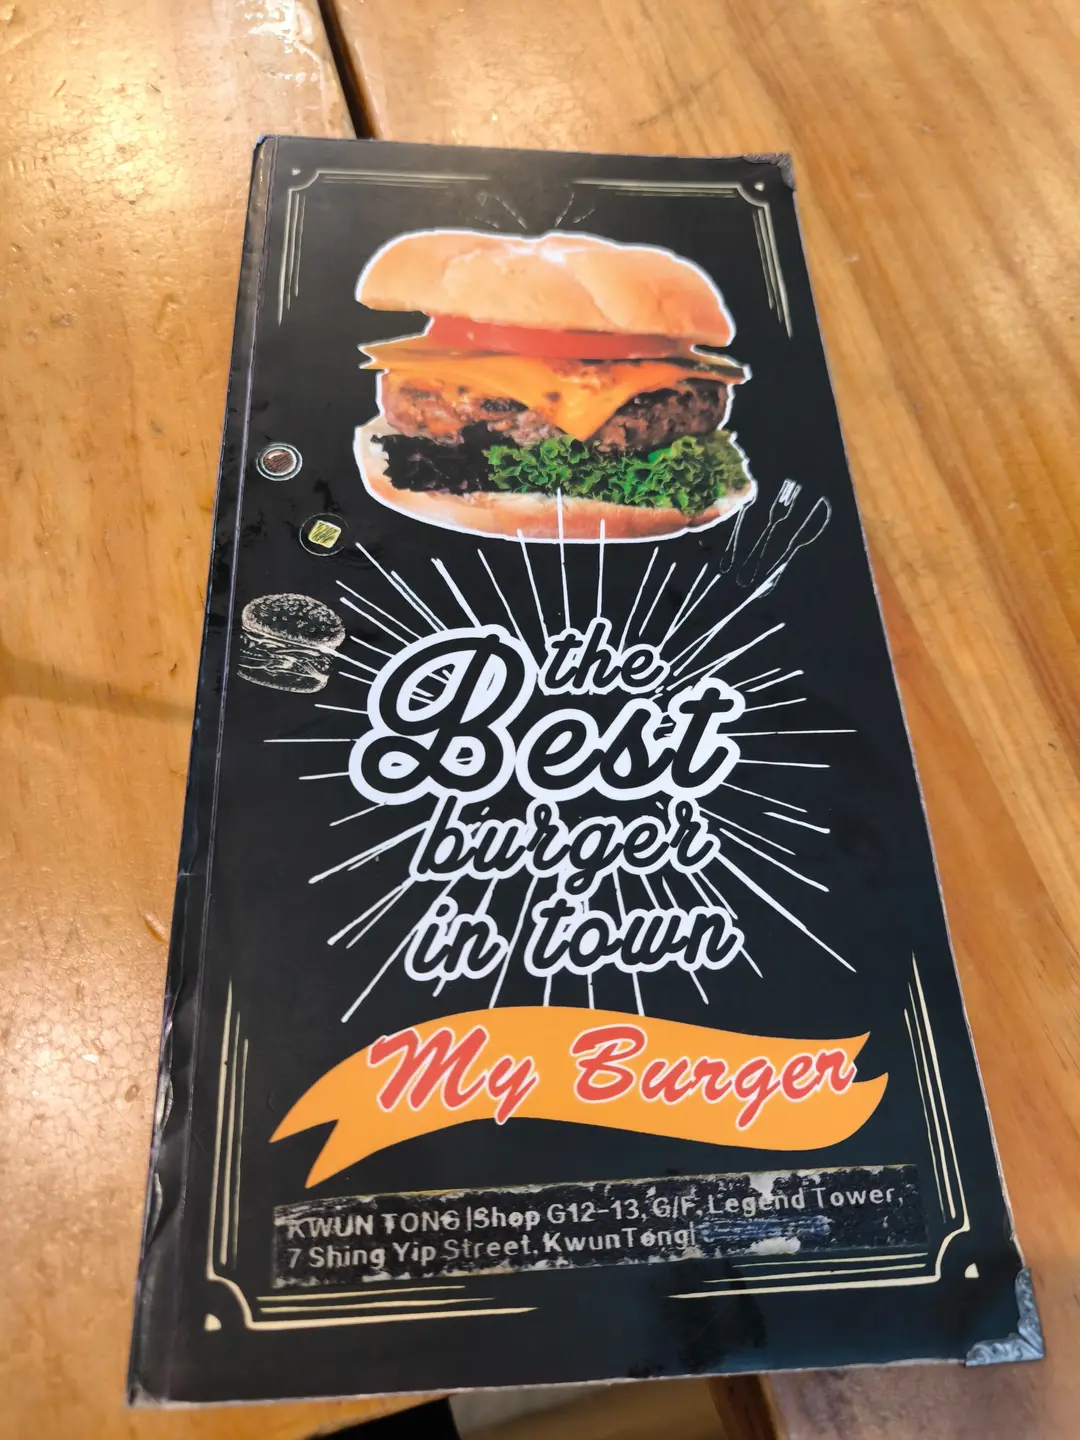 the
Best
burger
in town
My Burger
KWUN TONG |Shop G12-13, G/F, Legend Tower,
7 Shing Yip Street, KwunTong|